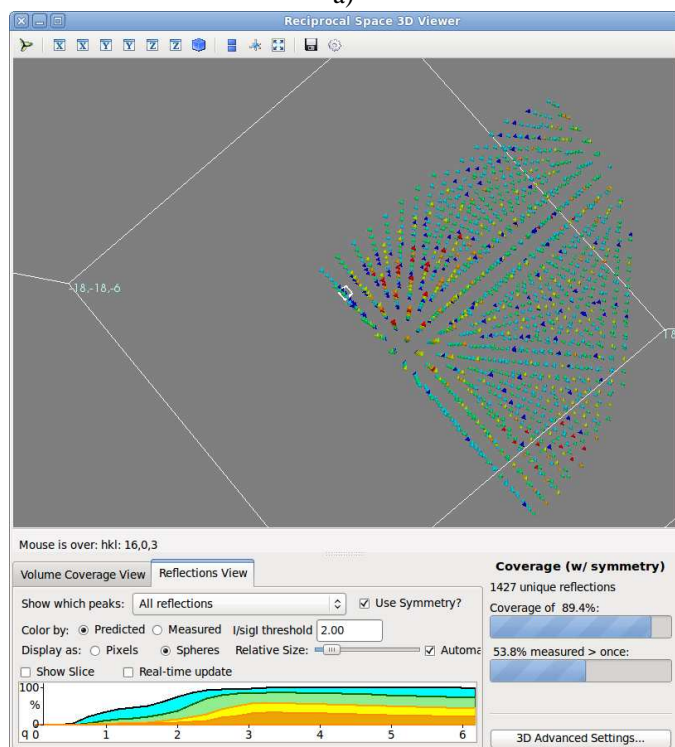 a)
Reciprocal Space 3D Viewer
X X Y Y Z Z
-18,-18,-6
18
Mouse is over: hkl: 16,0,3
Volume Coverage View Reflections View
Show which peaks: All reflections Use Symmetry?
Color by: Predicted Measured I/sigI threshold 2.00
Display as: Pixels Spheres Relative Size: Automa
Show Slice Real-time update
100
%
0
q 0 1 2 3 4 5 6
Coverage (w/ symmetry)
1427 unique reflections
Coverage of 89.4%:
53.8% measured > once:
3D Advanced Settings...